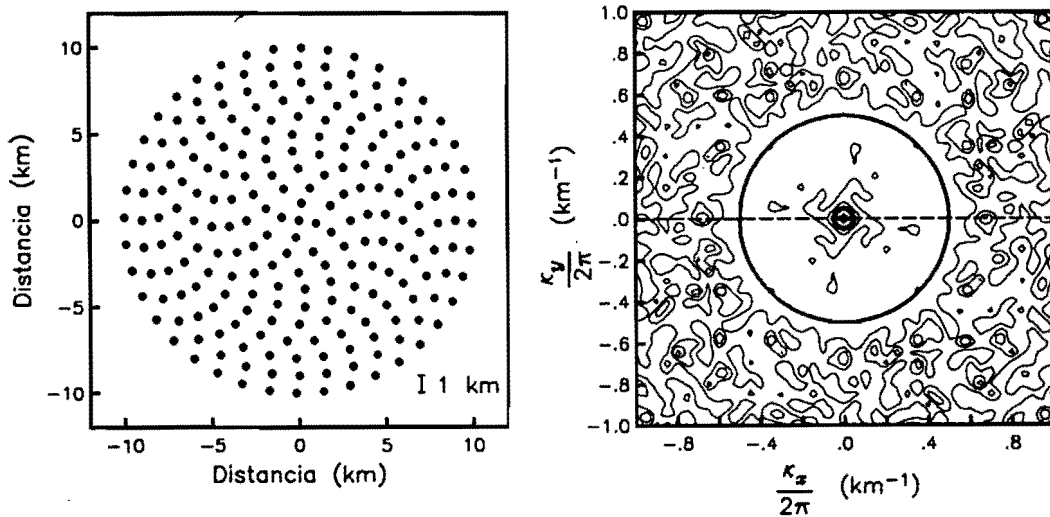 10
5
0
-5
-10
Distancia (km)
I 1 km
-10 -5 0 5 10
Distancia (km)
1.0
.8
.6
.4
.2
.0
-.2
-.4
-.6
-.8
-1.0
κy/2π (km⁻¹)
-.8 -.4 .0 .4 .8
κx/2π (km⁻¹)